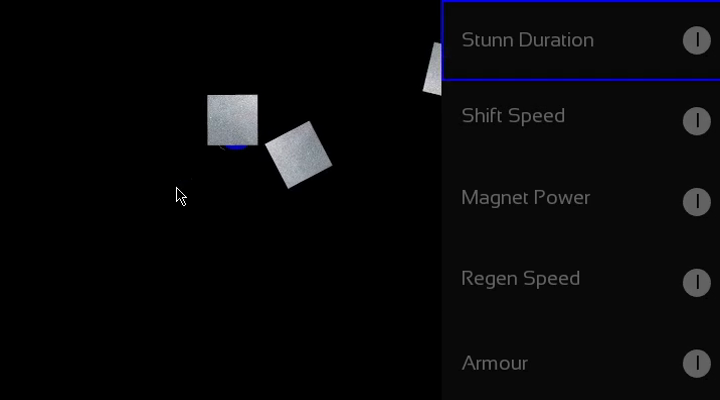 Stunn Duration I
Shift Speed I
Magnet Power I
Regen Speed I
Armour I